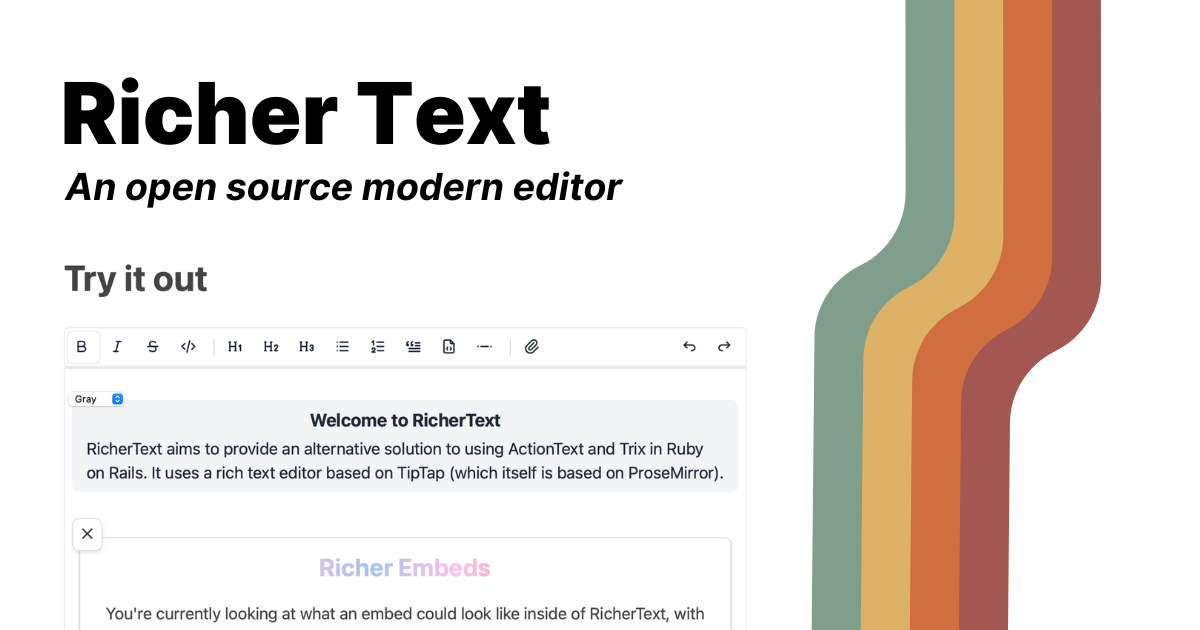 Richer Text
An open source modern editor
Try it out
B I S </> H1 H2 H3
Gray
Welcome to RicherText
RicherText aims to provide an alternative solution to using ActionText and Trix in Ruby
on Rails. It uses a rich text editor based on TipTap (which itself is based on ProseMirror).
Richer Embeds
You're currently looking at what an embed could look like inside of RicherText, with